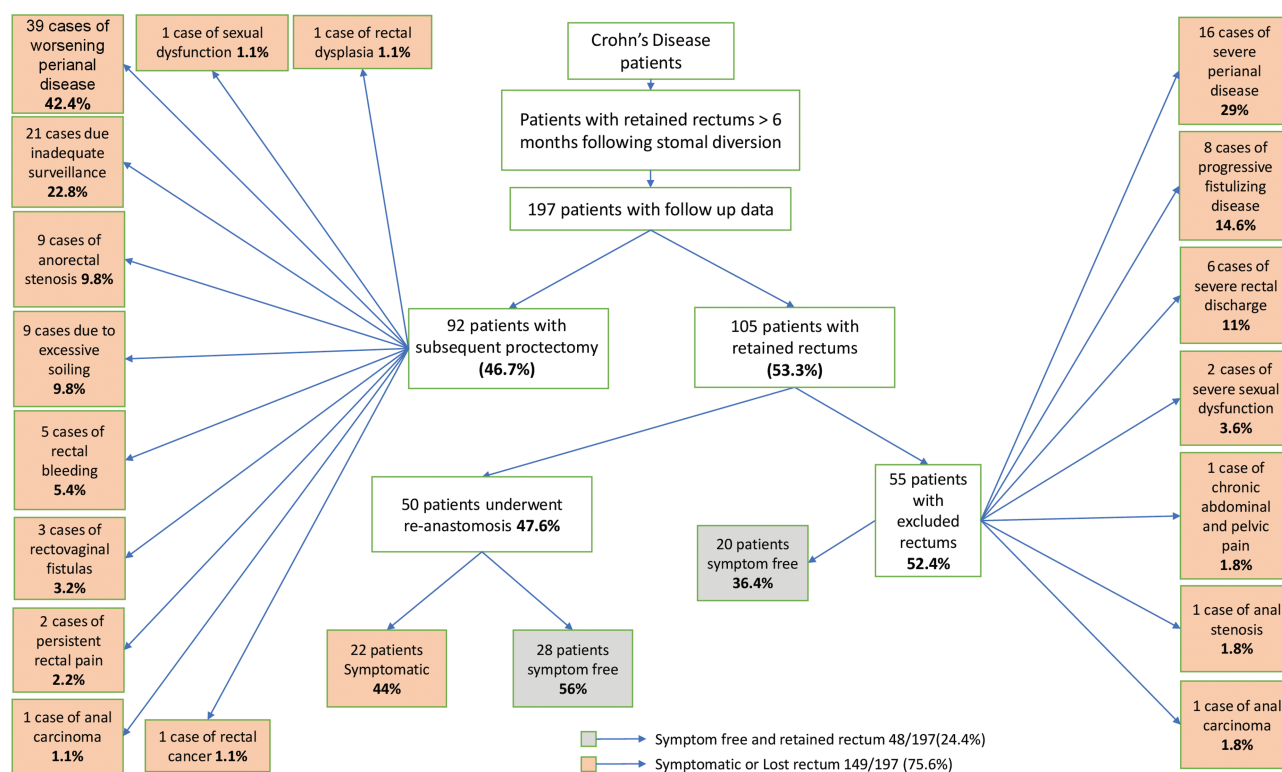 39 cases of
worsening
perianal
disease
42.4%
1 case of sexual
dysfunction 1.1%
1 case of rectal
dysplasia 1.1%
Crohn's Disease
patients
16 cases of
severe
perianal
disease
29%
Patients with retained rectums > 6
months following stomal diversion
21 cases due
inadequate
surveillance
22.8%
8 cases of
progressive
fistulizing
disease
14.6%
197 patients with follow up data
9 cases of
anorectal
stenosis 9.8%
6 cases of
severe rectal
discharge
11%
9 cases due to
excessive
soiling
9.8%
92 patients with
subsequent proctectomy
(46.7%)
105 patients with
retained rectums
(53.3%)
2 cases of
severe sexual
dysfunction
3.6%
5 cases of
rectal
bleeding
5.4%
50 patients underwent
re-anastomosis 47.6%
55 patients
with
excluded
rectums
52.4%
1 case of
chronic
abdominal
and pelvic
pain
1.8%
3 cases of
rectovaginal
fistulas
3.2%
20 patients
symptom free
36.4%
2 cases of
persistent
rectal pain
2.2%
22 patients
Symptomatic
44%
28 patients
symptom free
56%
1 case of anal
stenosis
1.8%
1 case of anal
carcinoma
1.1%
1 case of rectal
cancer 1.1%
1 case of anal
carcinoma
1.8%
Symptom free and retained rectum 48/197(24.4%)
Symptomatic or Lost rectum 149/197 (75.6%)